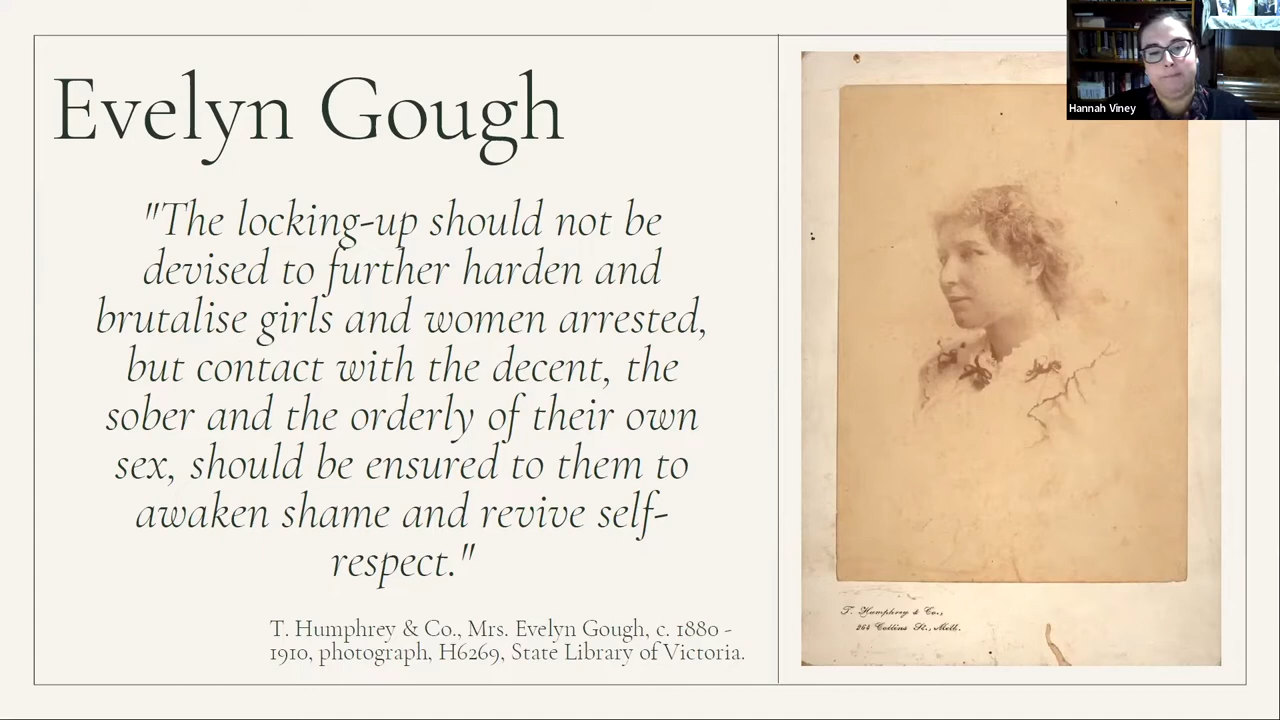 Evelyn Gough
"The locking-up should not be
devised to further harden and
brutalise girls and women arrested,
but contact with the decent, the
sober and the orderly of their own
sex, should be ensured to them to
awaken shame and revive self-
respect."
T. Humphrey & Co., Mrs. Evelyn Gough, c. 1880 -
1910, photograph, H6269, State Library of Victoria.
Hannah Viney
T. Humphrey & Co.,
264 Collins St., Melb.